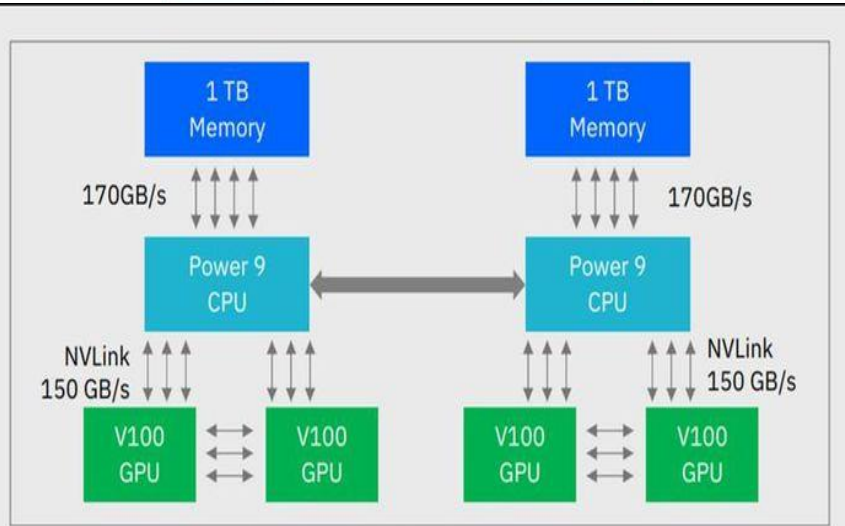 1 TB
Memory
1 TB
Memory
170GB/s
170GB/s
Power 9
CPU
Power 9
CPU
NVLink
150 GB/s
NVLink
150 GB/s
V100
GPU
V100
GPU
V100
GPU
V100
GPU